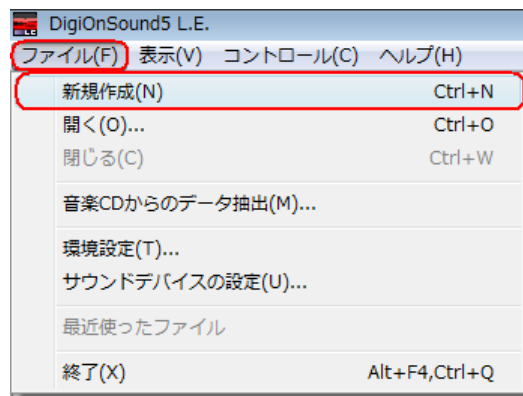 DigiOnSound5 L.E.
ファイル(F) 表示(V) コントロール(C) ヘルプ(H)
新規作成(N) Ctrl+N
開く(O)... Ctrl+O
閉じる(C) Ctrl+W
音楽CDからのデータ抽出(M)...
環境設定(T)...
サウンドデバイスの設定(U)...
最近使ったファイル
終了(X) Alt+F4,Ctrl+Q